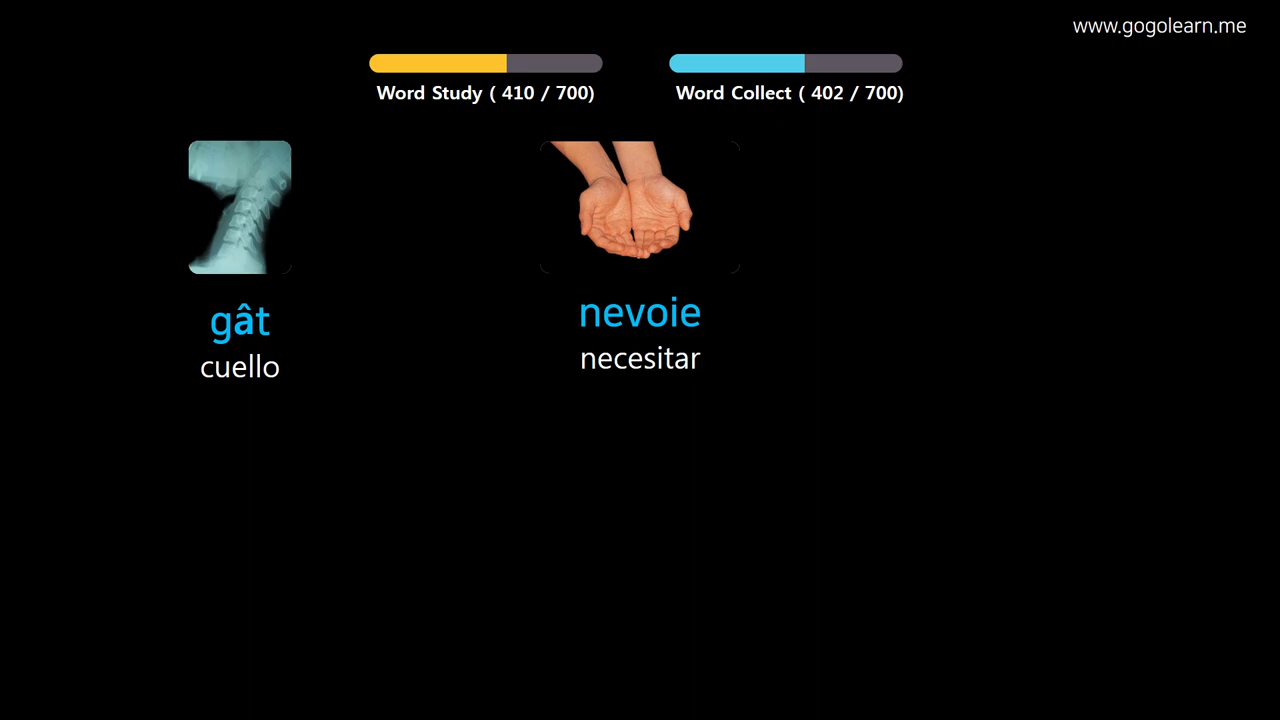 www.gogolearn.me
Word Study ( 410 / 700)
Word Collect ( 402 / 700)
gât
cuello
nevoie
necesitar